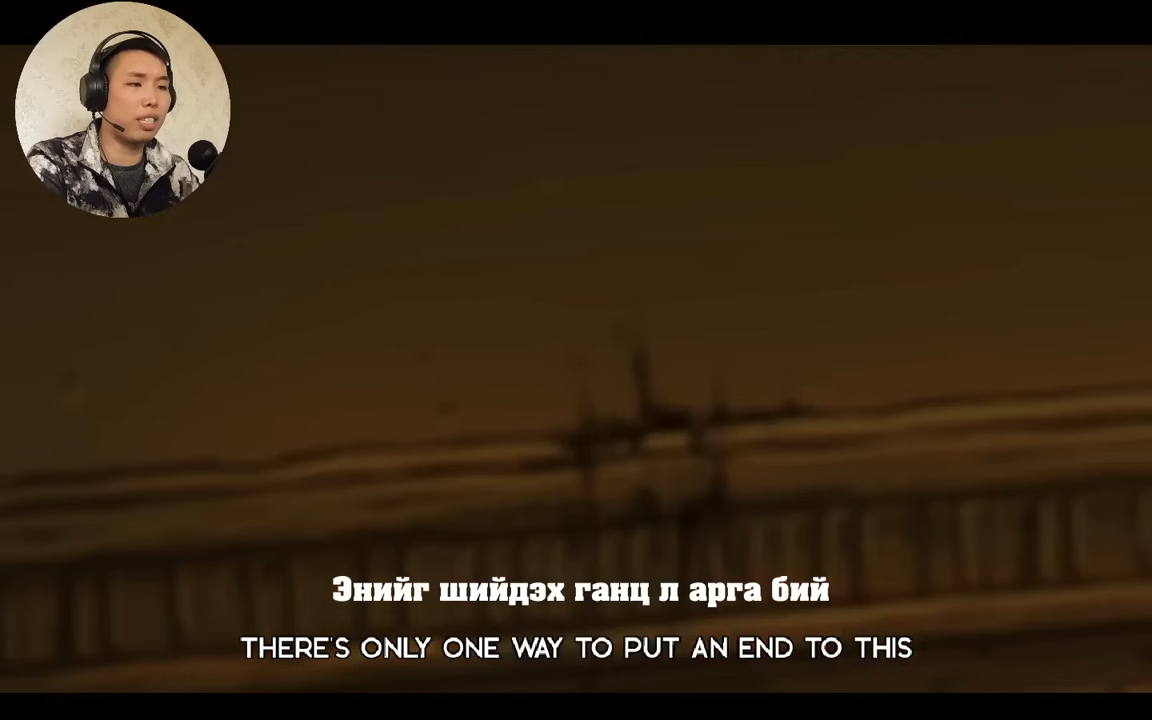 Энийг шийдэх ганц л арга бий
THERE'S ONLY ONE WAY TO PUT AN END TO THIS